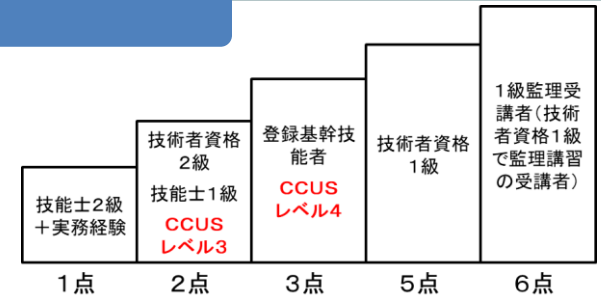 技能士2級
＋実務経験
技術者資格
2級
技能士1級
CCUS
レベル3
登録基幹技
能者
CCUS
レベル4
技術者資格
1級
1級監理受
講者（技術
者資格1級
で監理講習
の受講者）
1点
2点
3点
5点
6点